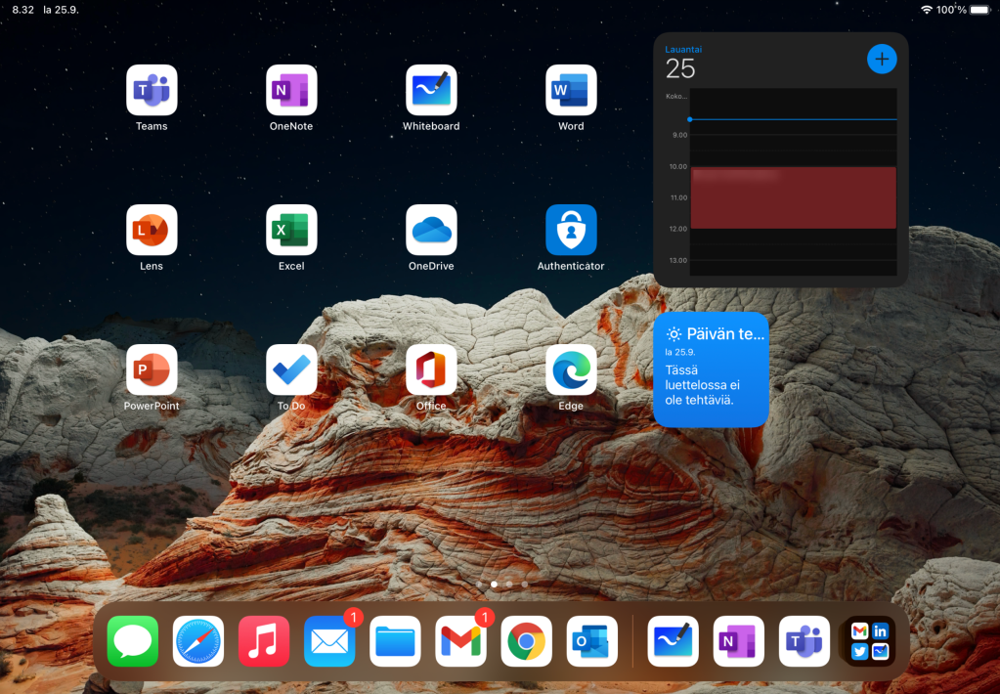 8.32 la 25.9.
100 %
Teams
OneNote
Whiteboard
Word
Lens
Excel
OneDrive
Authenticator
PowerPoint
To Do
Office
Edge
Lauantai
25
Koko...
9.00
10.00
11.00
12.00
13.00
Päivän te...
la 25.9.
Tässä
luettelossa ei
ole tehtäviä.
1
1